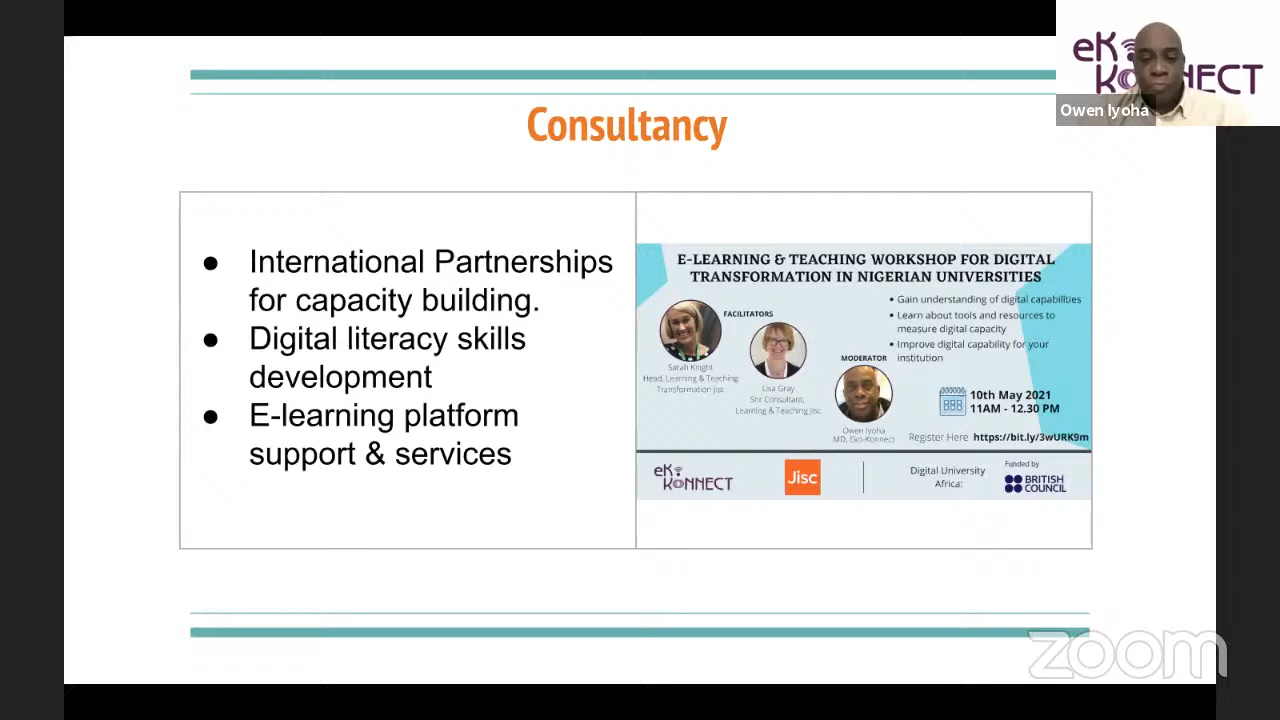 eK
KONNECT
Owen Iyoha
Consultancy
● International Partnerships
for capacity building.
● Digital literacy skills
development
● E-learning platform
support & services
E-LEARNING & TEACHING WORKSHOP FOR DIGITAL
TRANSFORMATION IN NIGERIAN UNIVERSITIES
FACILITATORS
Sarah Knight
Head, Learning & Teaching
Transformation Jisc
Lisa Gray
Snr Consultant,
Learning & Teaching Jisc
MODERATOR
Owen Iyoha
MD, Eko-Konnect
• Gain understanding of digital capabilities
• Learn about tools and resources to
measure digital capacity
• Improve digital capability for your
institution
10th May 2021
11AM - 12.30 PM
Register Here https://bit.ly/3wURK9m
eK
KONNECT
Jisc
Digital University
Africa:
Funded by
BRITISH
COUNCIL
zoom